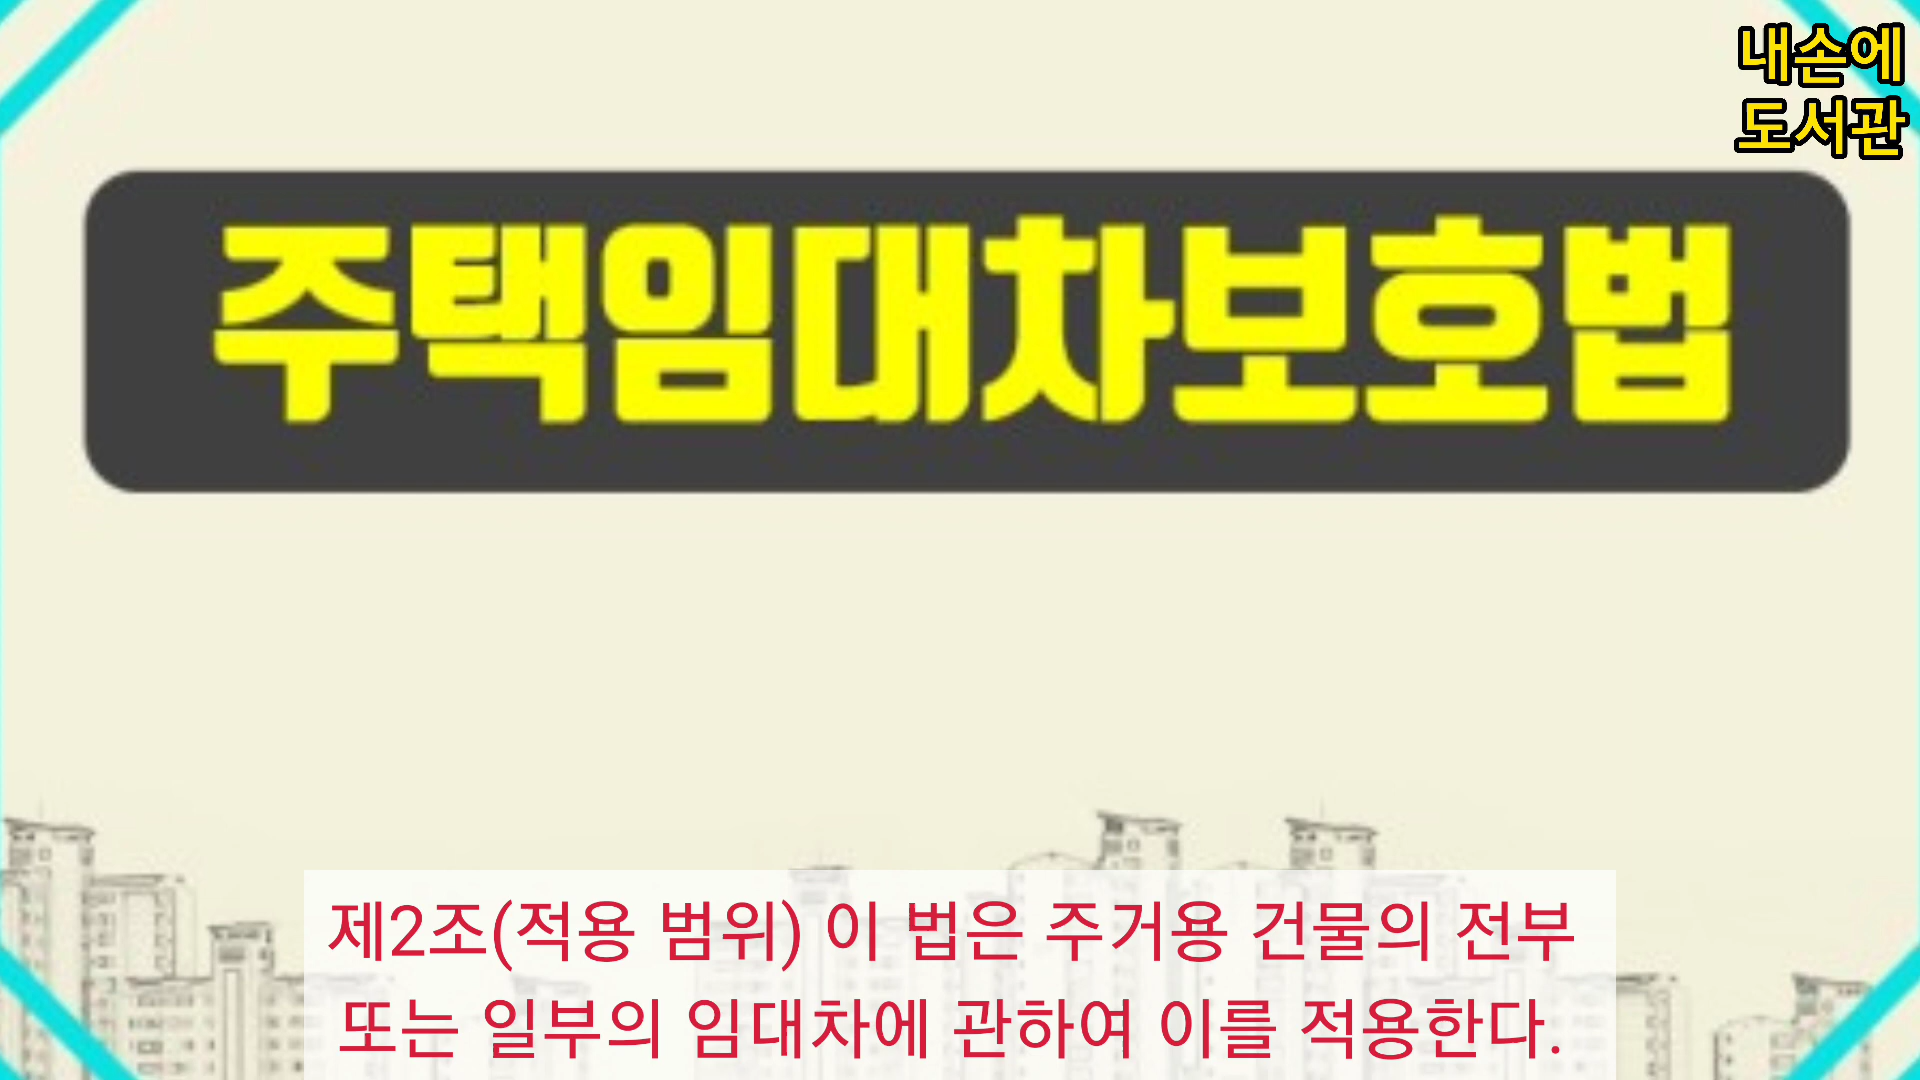 내손에
도서관
주택임대차보호법
제2조(적용 범위) 이 법은 주거용 건물의 전부
또는 일부의 임대차에 관하여 이를 적용한다.